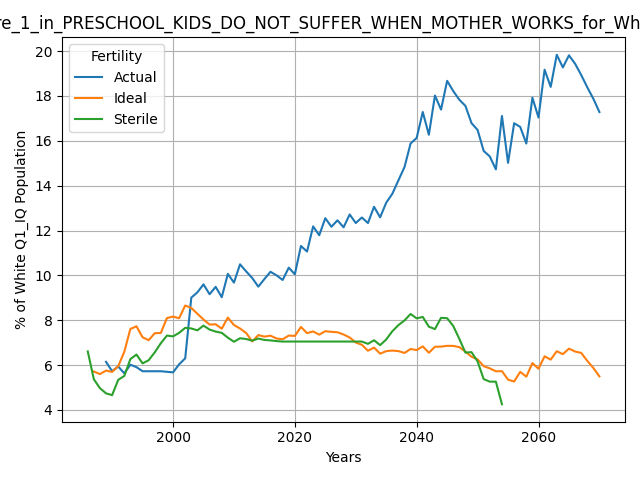 re_1_in_PRESCHOOL_KIDS_DO_NOT_SUFFER_WHEN_MOTHER_WORKS_for_Wh
Fertility
Actual
Ideal
Sterile
% of White Q1_IQ Population
20
18
16
14
12
10
8
6
4
2000 2020 2040 2060
Years